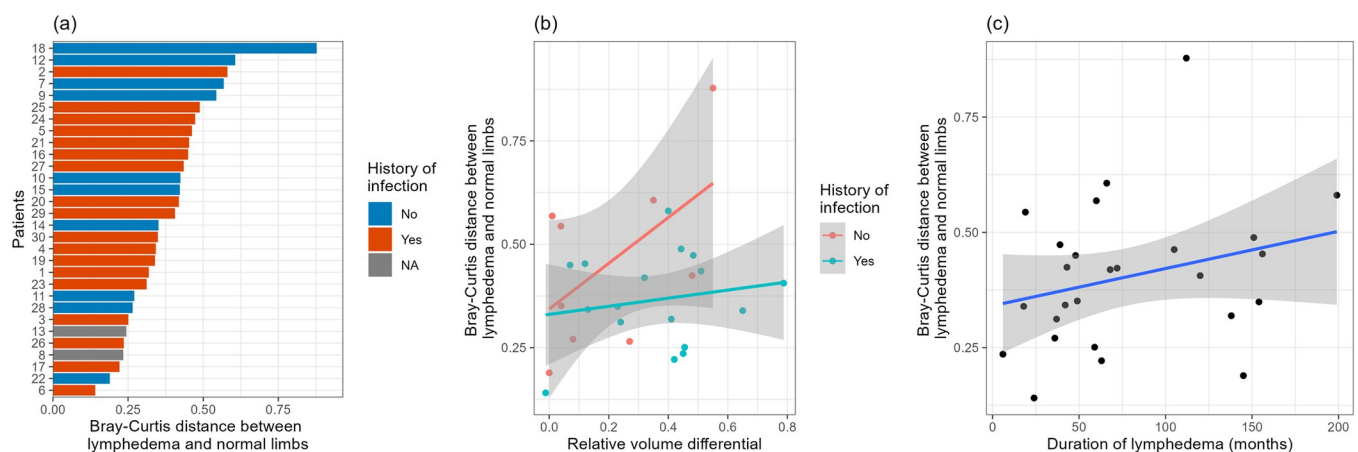 (a)
Patients
18
12
2
7
9
25
24
5
21
16
27
10
15
20
29
14
30
4
19
1
23
11
28
3
13
26
8
17
22
6
0.00 0.25 0.50 0.75
Bray-Curtis distance between
lymphedema and normal limbs
History of
infection
No
Yes
NA
(b)
Bray-Curtis distance between
lymphedema and normal limbs
0.75
0.50
0.25
0.0 0.2 0.4 0.6 0.8
Relative volume differential
History of
infection
No
Yes
(c)
Bray-Curtis distance between
lymphedema and normal limbs
0.75
0.50
0.25
0 50 100 150 200
Duration of lymphedema (months)